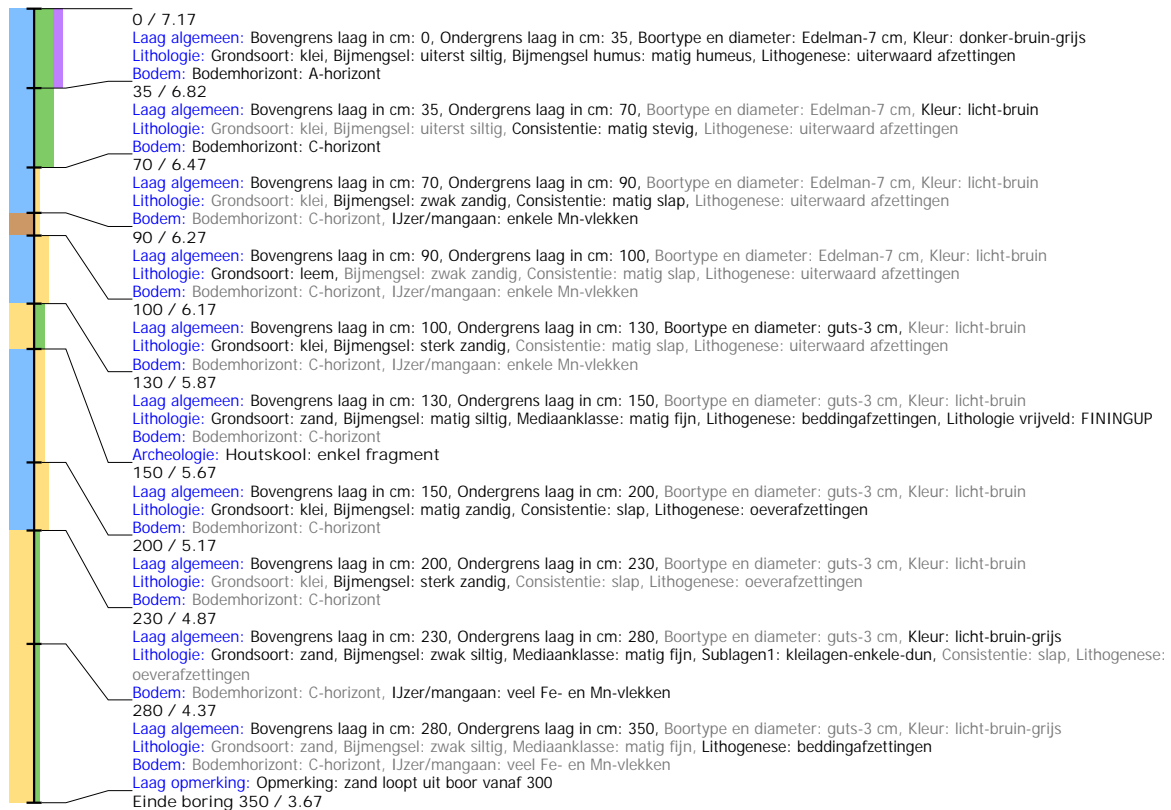 0 / 7.17
Laag algemeen: Bovengrens laag in cm: 0, Ondergrens laag in cm: 35, Boortype en diameter: Edelman-7 cm, Kleur: donker-bruin-grijs
Lithologie: Grondsoort: klei, Bijmengsel: uiterst siltig, Bijmengsel humus: matig humeus, Lithogenese: uiterwaard afzettingen
Bodem: Bodemhorizont: A-horizont
35 / 6.82
Laag algemeen: Bovengrens laag in cm: 35, Ondergrens laag in cm: 70, Boortype en diameter: Edelman-7 cm, Kleur: licht-bruin
Lithologie: Grondsoort: klei, Bijmengsel: uiterst siltig, Consistentie: matig stevig, Lithogenese: uiterwaard afzettingen
Bodem: Bodemhorizont: C-horizont
70 / 6.47
Laag algemeen: Bovengrens laag in cm: 70, Ondergrens laag in cm: 90, Boortype en diameter: Edelman-7 cm, Kleur: licht-bruin
Lithologie: Grondsoort: klei, Bijmengsel: zwak zandig, Consistentie: matig slap, Lithogenese: uiterwaard afzettingen
Bodem: Bodemhorizont: C-horizont, IJzer/mangaan: enkele Mn-vlekken
90 / 6.27
Laag algemeen: Bovengrens laag in cm: 90, Ondergrens laag in cm: 100, Boortype en diameter: Edelman-7 cm, Kleur: licht-bruin
Lithologie: Grondsoort: leem, Bijmengsel: zwak zandig, Consistentie: matig slap, Lithogenese: uiterwaard afzettingen
Bodem: Bodemhorizont: C-horizont, IJzer/mangaan: enkele Mn-vlekken
100 / 6.17
Laag algemeen: Bovengrens laag in cm: 100, Ondergrens laag in cm: 130, Boortype en diameter: guts-3 cm, Kleur: licht-bruin
Lithologie: Grondsoort: klei, Bijmengsel: sterk zandig, Consistentie: matig slap, Lithogenese: uiterwaard afzettingen
Bodem: Bodemhorizont: C-horizont, IJzer/mangaan: enkele Mn-vlekken
130 / 5.87
Laag algemeen: Bovengrens laag in cm: 130, Ondergrens laag in cm: 150, Boortype en diameter: guts-3 cm, Kleur: licht-bruin
Lithologie: Grondsoort: zand, Bijmengsel: matig siltig, Mediaanklasse: matig fijn, Lithogenese: beddingafzettingen, Lithologie vrijveld: FININGUP
Bodem: Bodemhorizont: C-horizont
Archeologie: Houtskool: enkel fragment
150 / 5.67
Laag algemeen: Bovengrens laag in cm: 150, Ondergrens laag in cm: 200, Boortype en diameter: guts-3 cm, Kleur: licht-bruin
Lithologie: Grondsoort: klei, Bijmengsel: matig zandig, Consistentie: slap, Lithogenese: oeverafzettingen
Bodem: Bodemhorizont: C-horizont
200 / 5.17
Laag algemeen: Bovengrens laag in cm: 200, Ondergrens laag in cm: 230, Boortype en diameter: guts-3 cm, Kleur: licht-bruin
Lithologie: Grondsoort: klei, Bijmengsel: sterk zandig, Consistentie: slap, Lithogenese: oeverafzettingen
Bodem: Bodemhorizont: C-horizont
230 / 4.87
Laag algemeen: Bovengrens laag in cm: 230, Ondergrens laag in cm: 280, Boortype en diameter: guts-3 cm, Kleur: licht-bruin-grijs
Lithologie: Grondsoort: zand, Bijmengsel: zwak siltig, Mediaanklasse: matig fijn, Sublagen1: kleilagen-enkele-dun, Consistentie: slap, Lithogenese:
oeverafzettingen
Bodem: Bodemhorizont: C-horizont, IJzer/mangaan: veel Fe- en Mn-vlekken
280 / 4.37
Laag algemeen: Bovengrens laag in cm: 280, Ondergrens laag in cm: 350, Boortype en diameter: guts-3 cm, Kleur: licht-bruin-grijs
Lithologie: Grondsoort: zand, Bijmengsel: zwak siltig, Mediaanklasse: matig fijn, Lithogenese: beddingafzettingen
Bodem: Bodemhorizont: C-horizont, IJzer/mangaan: veel Fe- en Mn-vlekken
Laag opmerking: Opmerking: zand loopt uit boor vanaf 300
Einde boring 350 / 3.67